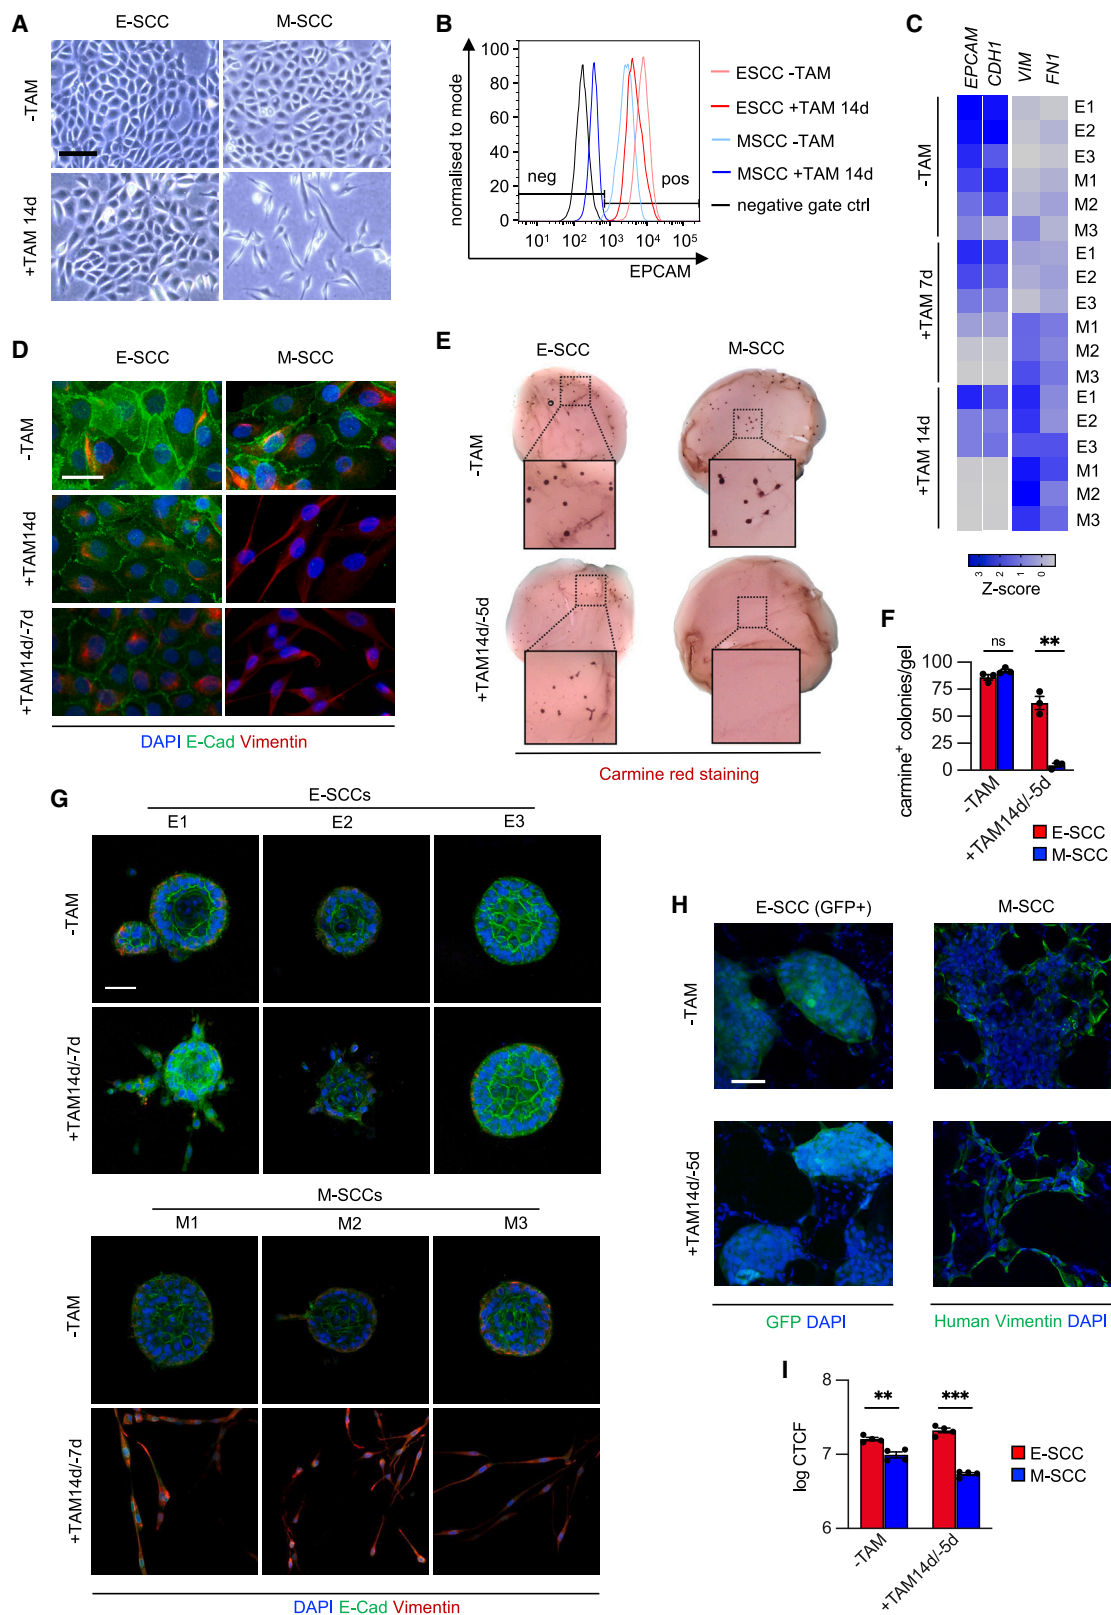 A
E-SCC
M-SCC
-TAM
+TAM 14d
B
100
80
60
40
20
0
normalised to mode
neg
pos
10¹ 10² 10³ 10⁴ 10⁵
EPCAM
ESCC -TAM
ESCC +TAM 14d
MSCC -TAM
MSCC +TAM 14d
negative gate ctrl
C
EPCAM
CDH1
VIM
FN1
-TAM
E1
E2
E3
M1
M2
M3
+TAM 7d
E1
E2
E3
M1
M2
M3
+TAM 14d
E1
E2
E3
M1
M2
M3
3 2 1 0
Z-score
D
E-SCC
M-SCC
-TAM
+TAM14d
+TAM14d/-7d
DAPI E-Cad Vimentin
E
E-SCC
M-SCC
-TAM
+TAM14d/-5d
Carmine red staining
F
carmine⁺ colonies/gel
100
75
50
25
0
ns
**
-TAM
+TAM14d/-5d
E-SCC
M-SCC
G
E-SCCs
E1
E2
E3
-TAM
+TAM14d/-7d
M-SCCs
M1
M2
M3
-TAM
+TAM14d/-7d
DAPI E-Cad Vimentin
H
E-SCC (GFP+)
M-SCC
-TAM
+TAM14d/-5d
GFP DAPI
Human Vimentin DAPI
I
log CTCF
8
7
6
**
***
-TAM
+TAM14d/-5d
E-SCC
M-SCC